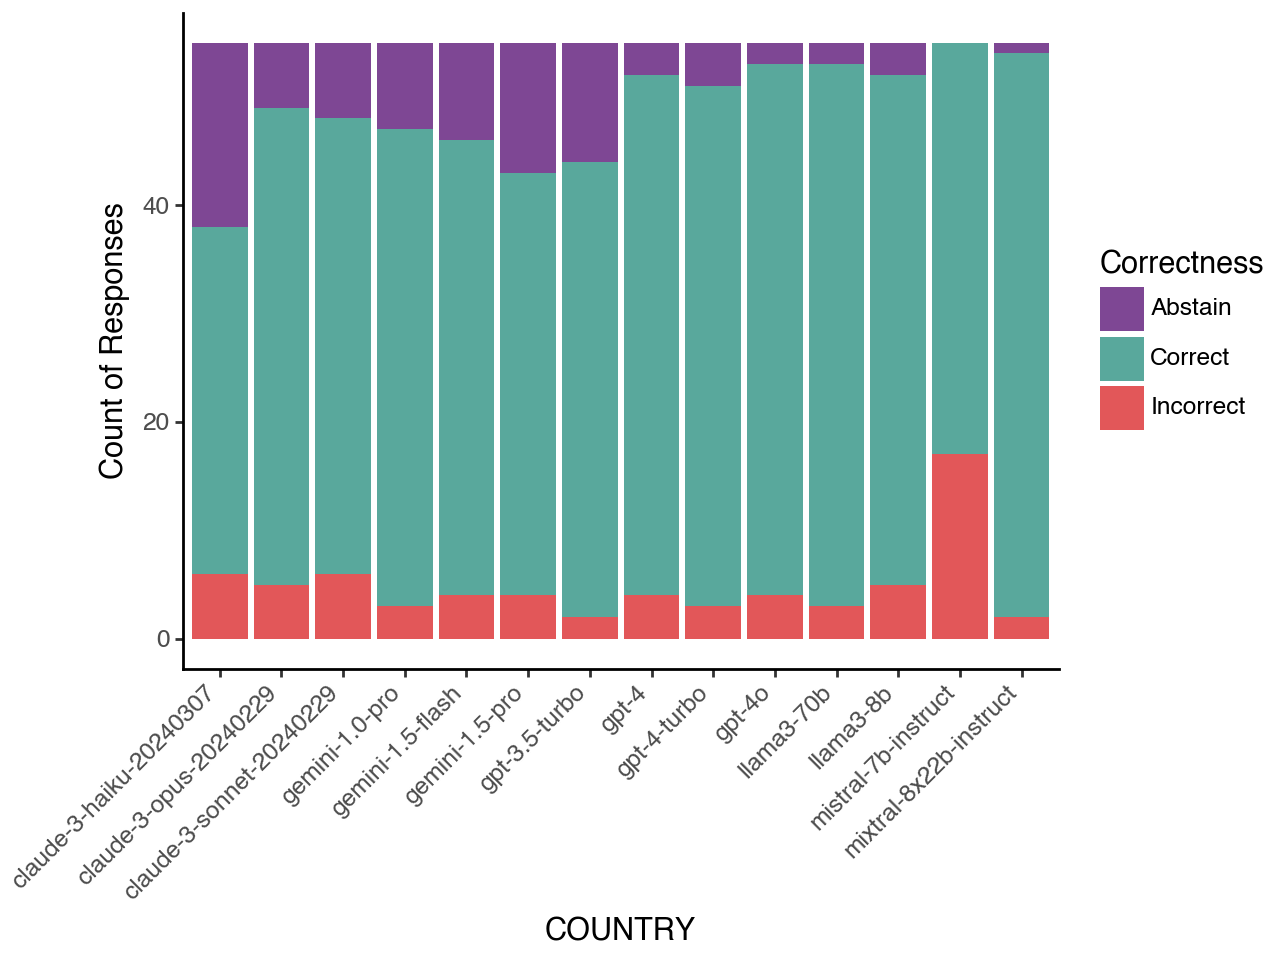 Count of Responses
40
20
0
claude-3-haiku-20240307
claude-3-opus-20240229
claude-3-sonnet-20240229
gemini-1.0-pro
gemini-1.5-flash
gemini-1.5-pro
gpt-3.5-turbo
gpt-4
gpt-4-turbo
gpt-4o
llama3-70b
llama3-8b
mistral-7b-instruct
mixtral-8x22b-instruct
COUNTRY
Correctness
Abstain
Correct
Incorrect